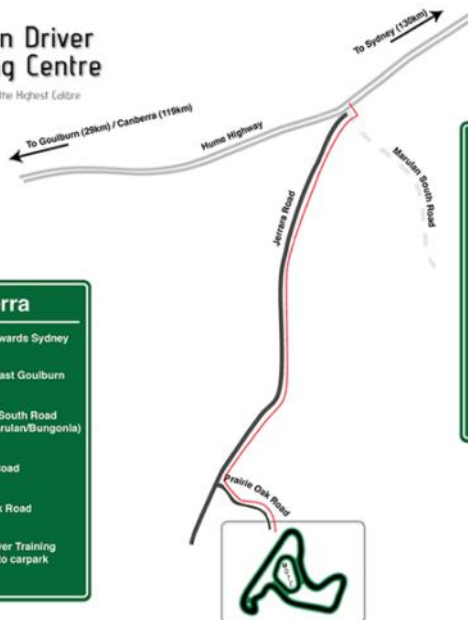 n Driver
g Centre
the Highest Calibre
To Sydney (130km)
To Goulburn (29km) / Canberra (119km)
Hume Highway
Marulan South Road
Jerrara Road
rra
wards Sydney
ast Goulburn
South Road
arulan/Bungonia)
oad
k Road
ver Training
to carpark
Prairie Oak Road